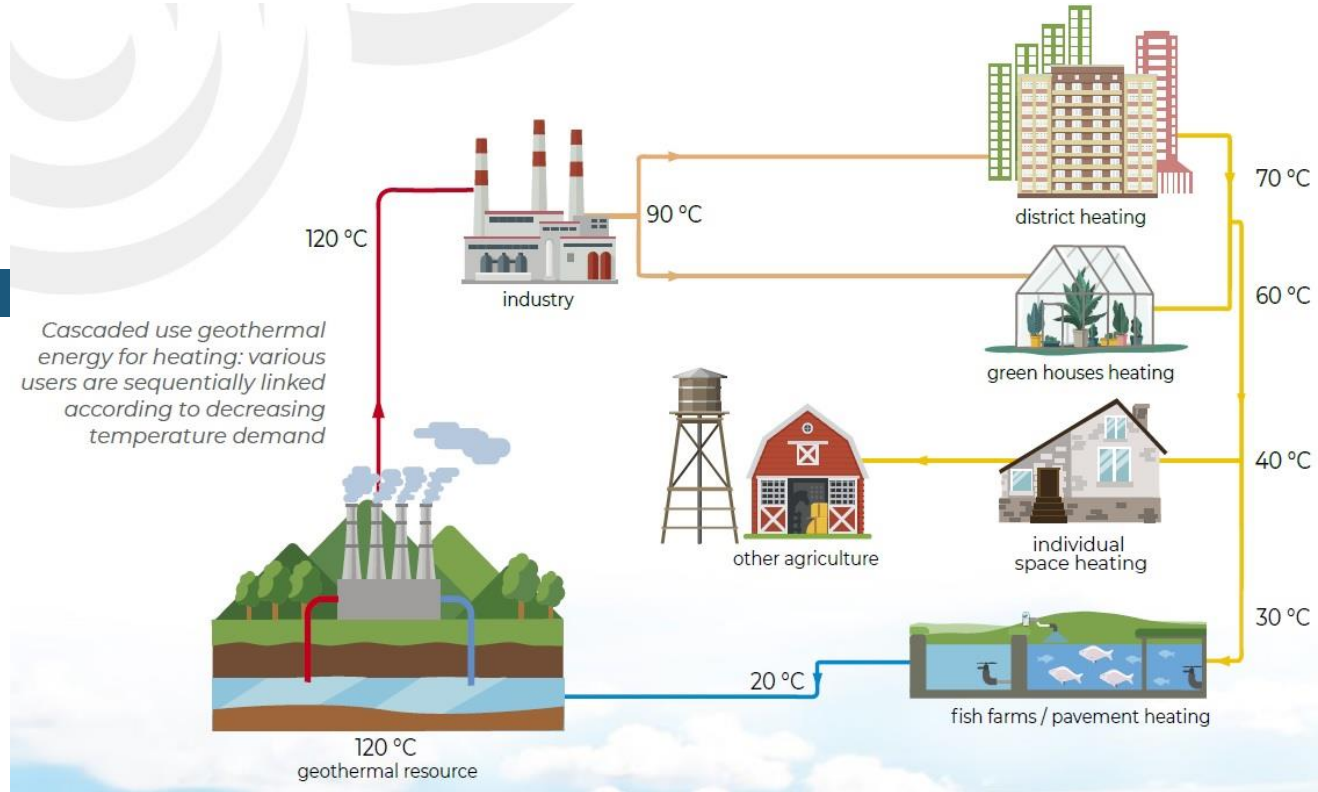 120 °C
industry
90 °C
district heating
70 °C
green houses heating
60 °C
Cascaded use geothermal
energy for heating: various
users are sequentially linked
according to decreasing
temperature demand
other agriculture
individual
space heating
40 °C
30 °C
fish farms / pavement heating
20 °C
120 °C
geothermal resource